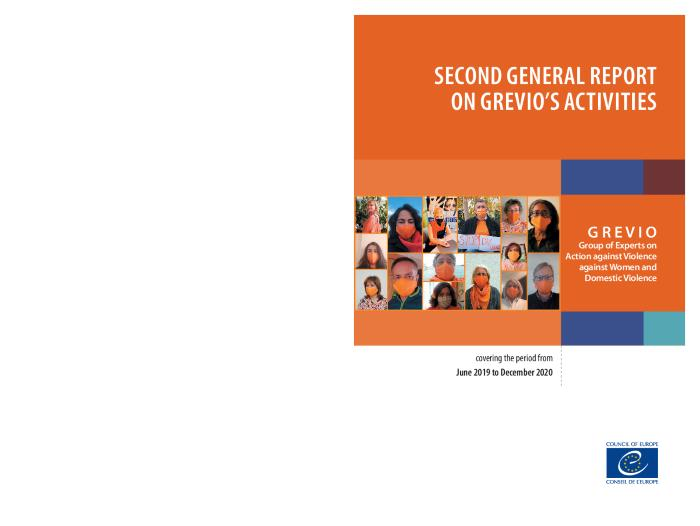 SECOND GENERAL REPORT
ON GREVIO'S ACTIVITIES
GREVIO
Group of Experts on
Action against Violence
against Women and
Domestic Violence
covering the period from
June 2019 to December 2020
COUNCIL OF EUROPE
CONSEIL DE L'EUROPE